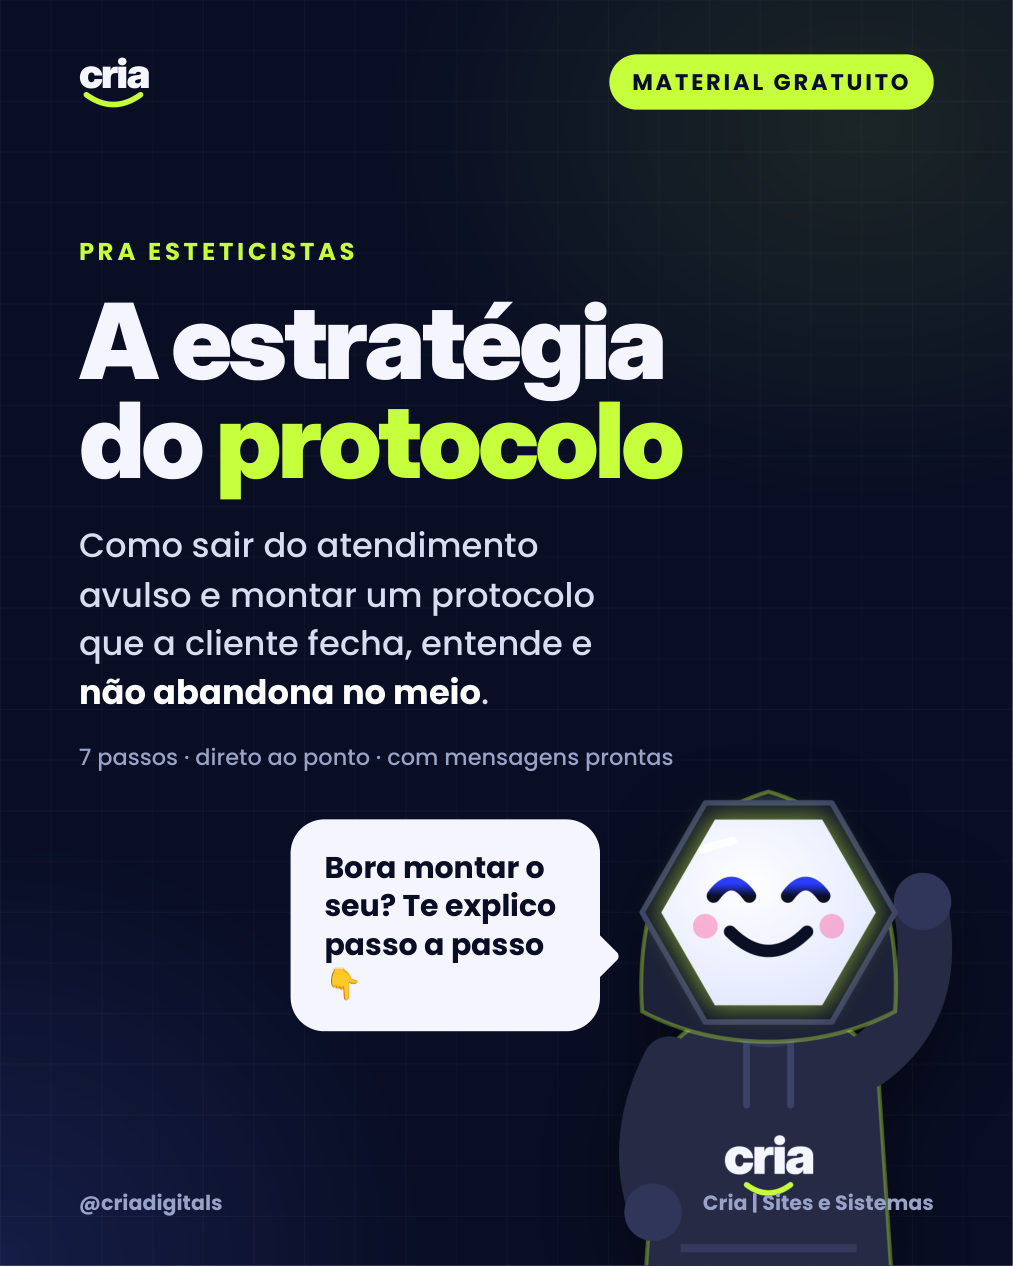 cria
MATERIAL GRATUITO
PRA ESTETICISTAS
A estratégia
do protocolo
Como sair do atendimento
avulso e montar um protocolo
que a cliente fecha, entende e
não abandona no meio.
7 passos · direto ao ponto · com mensagens prontas
Bora montar o
seu? Te explico
passo a passo
👇
cria
@criadigitals
Cria | Sites e Sistemas